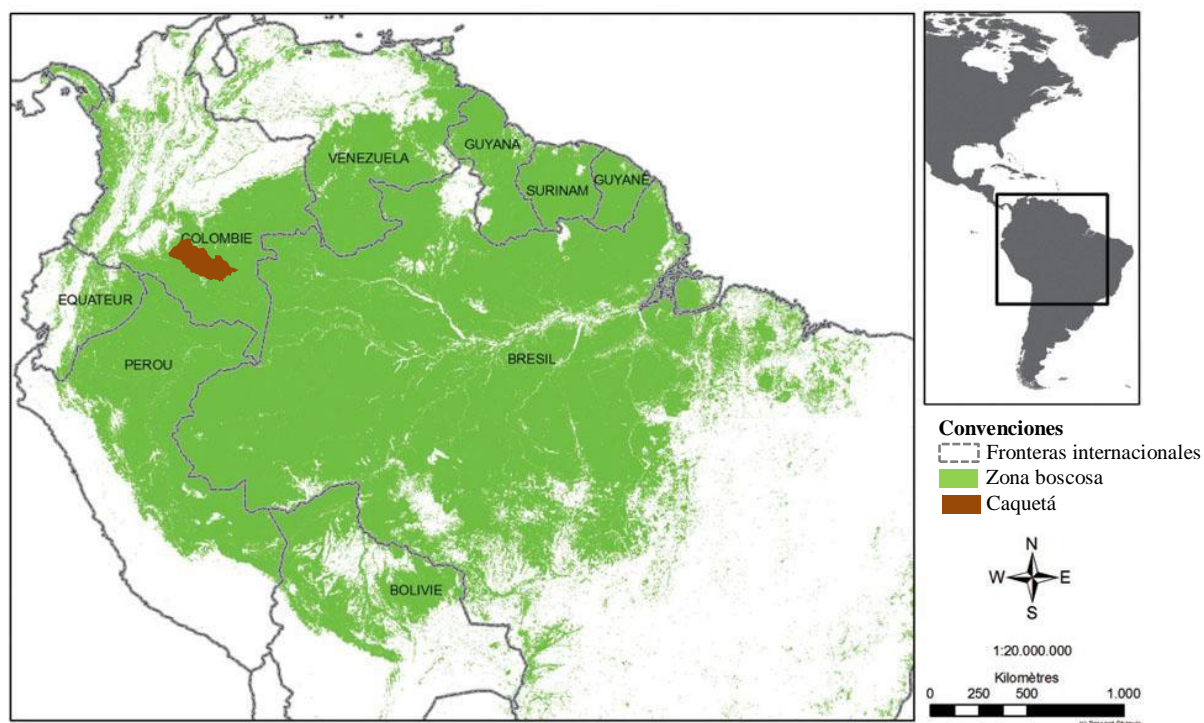 VENEZUELA
GUYANA
SURINAM
GUYANE
COLOMBIE
EQUATEUR
PEROU
BRESIL
BOLIVIE
Convenciones
Fronteras internacionales
Zona boscosa
Caquetá
N
W E
S
1:20.000.000
Kilomètres
0 250 500 1.000